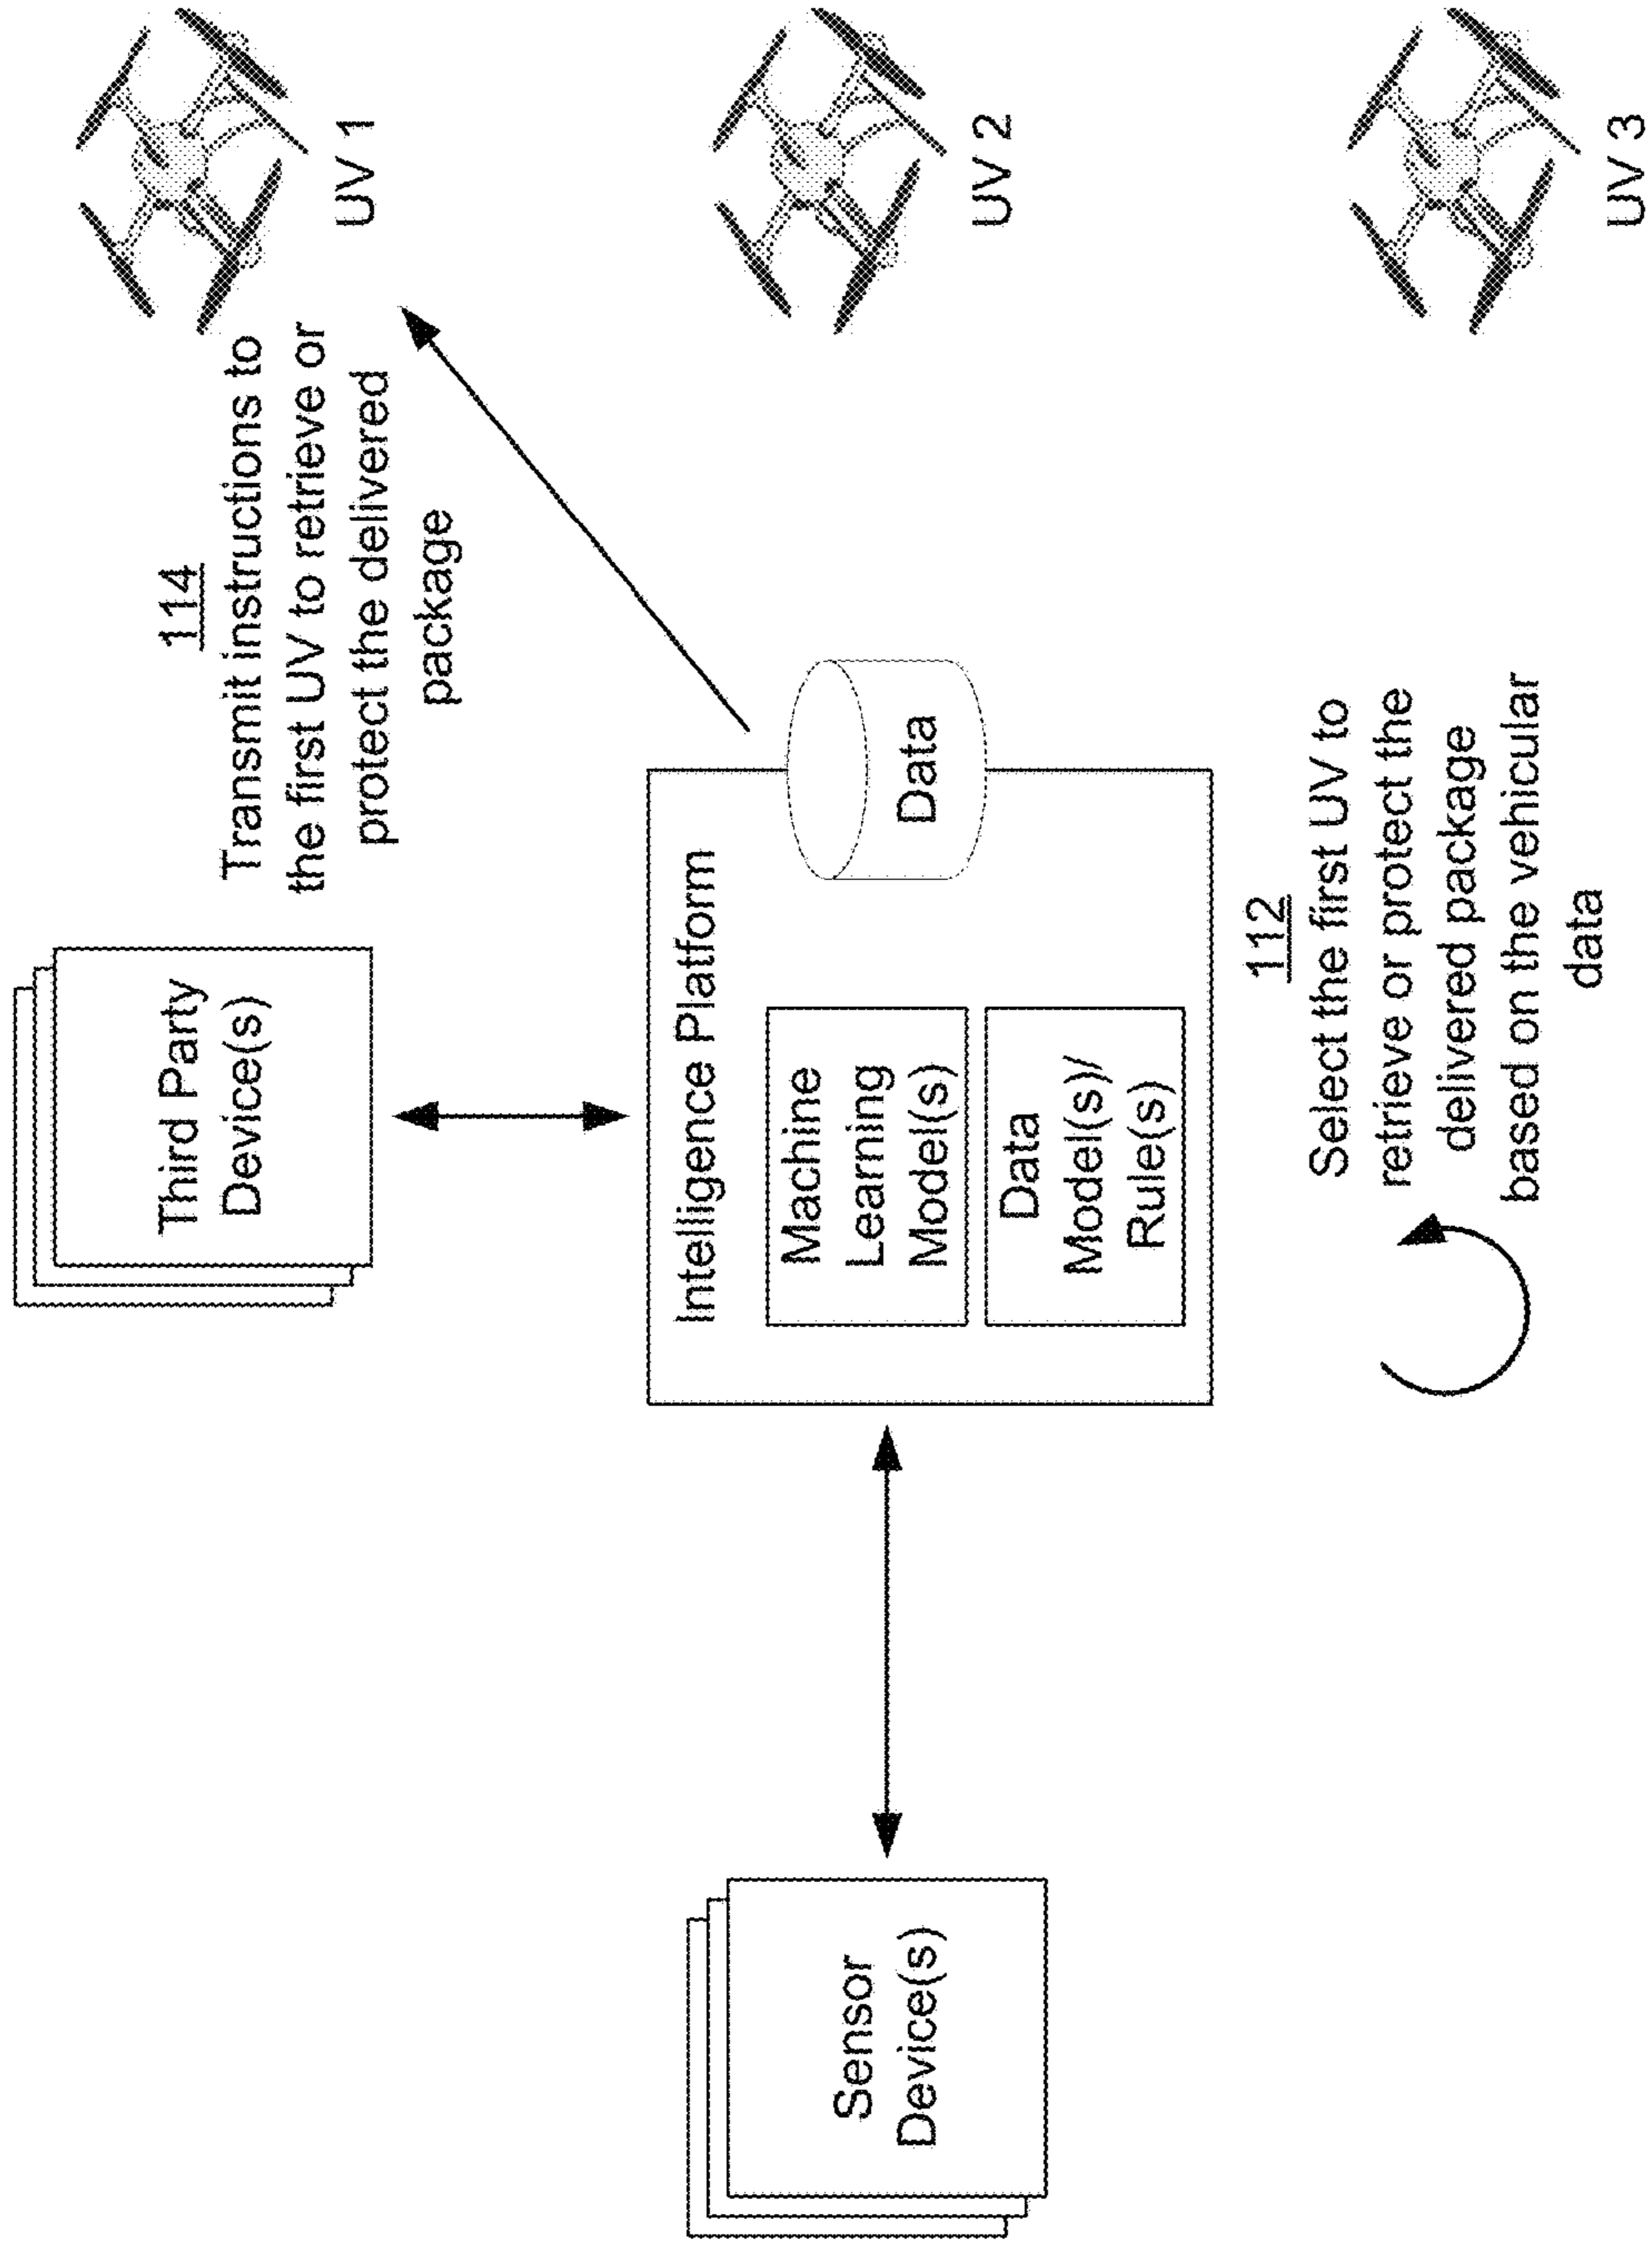 Third Party
Device(s)
114
Transmit instructions to
the first UV to retrieve or
protect the delivered
package
UV 1
Sensor
Device(s)
Intelligence Platform
Machine
Learning
Model(s)
Data
Model(s)/
Rule(s)
Data
UV 2
112
Select the first UV to
retrieve or protect the
delivered package
based on the vehicular
data
UV 3